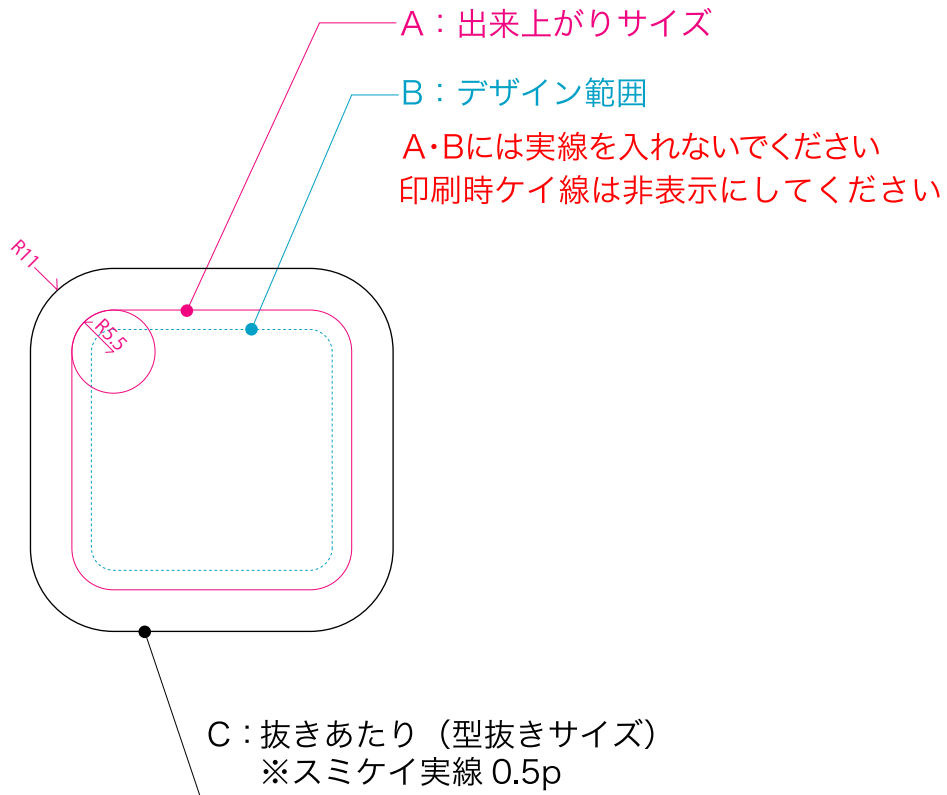 A：出来上がりサイズ
B：デザイン範囲
A・Bには実線を入れないでください
印刷時ケイ線は非表示にしてください
R11
R5.5
C：抜きあたり（型抜きサイズ）
※スミケイ実線 0.5p